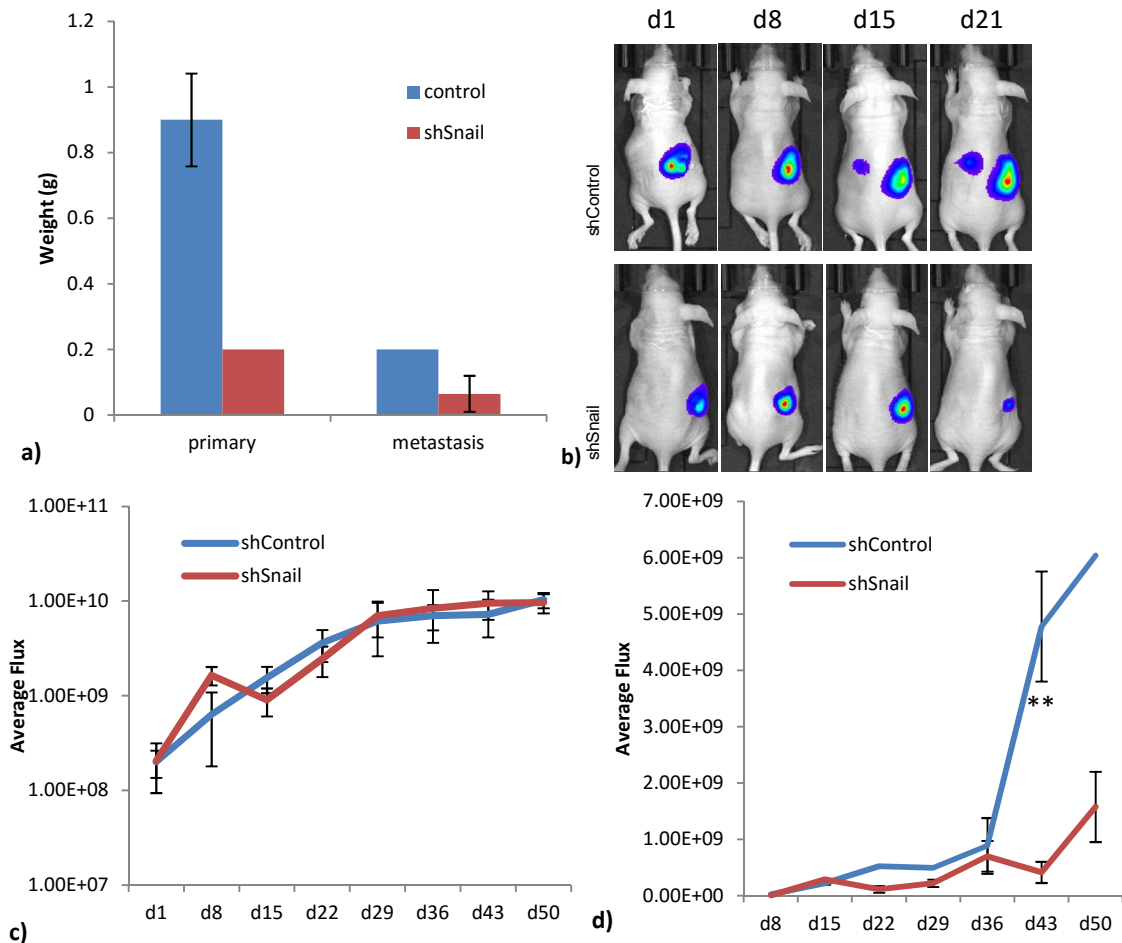 1.2
1
0.8
0.6
0.4
0.2
0
Weight (g)
control
shSnail
primary metastasis
a)
d1 d8 d15 d21
shControl
shSnail
b)
1.00E+11
1.00E+10
1.00E+09
1.00E+08
1.00E+07
Average Flux
shControl
shSnail
d1 d8 d15 d22 d29 d36 d43 d50
c)
7.00E+09
6.00E+09
5.00E+09
4.00E+09
3.00E+09
2.00E+09
1.00E+09
0.00E+00
Average Flux
shControl
shSnail
**
d8 d15 d22 d29 d36 d43 d50
d)